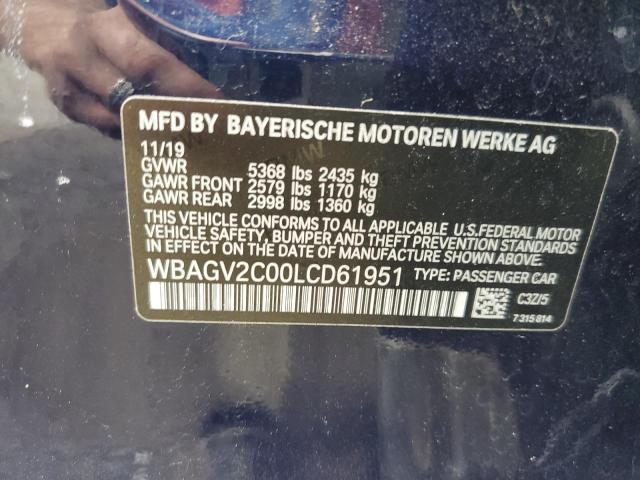 MFD BY BAYERISCHE MOTOREN WERKE AG
11/19
GVWR 5368 lbs 2435 kg
GAWR FRONT 2579 lbs 1170 kg
GAWR REAR 2998 lbs 1360 kg
THIS VEHICLE CONFORMS TO ALL APPLICABLE U.S.FEDERAL MOTOR
VEHICLE SAFETY, BUMPER AND THEFT PREVENTION STANDARDS
IN EFFECT ON THE DATE OF MANUFACTURE SHOWN ABOVE.
WBAGV2C00LCD61951 TYPE: PASSENGER CAR
C3Z/5
7315814